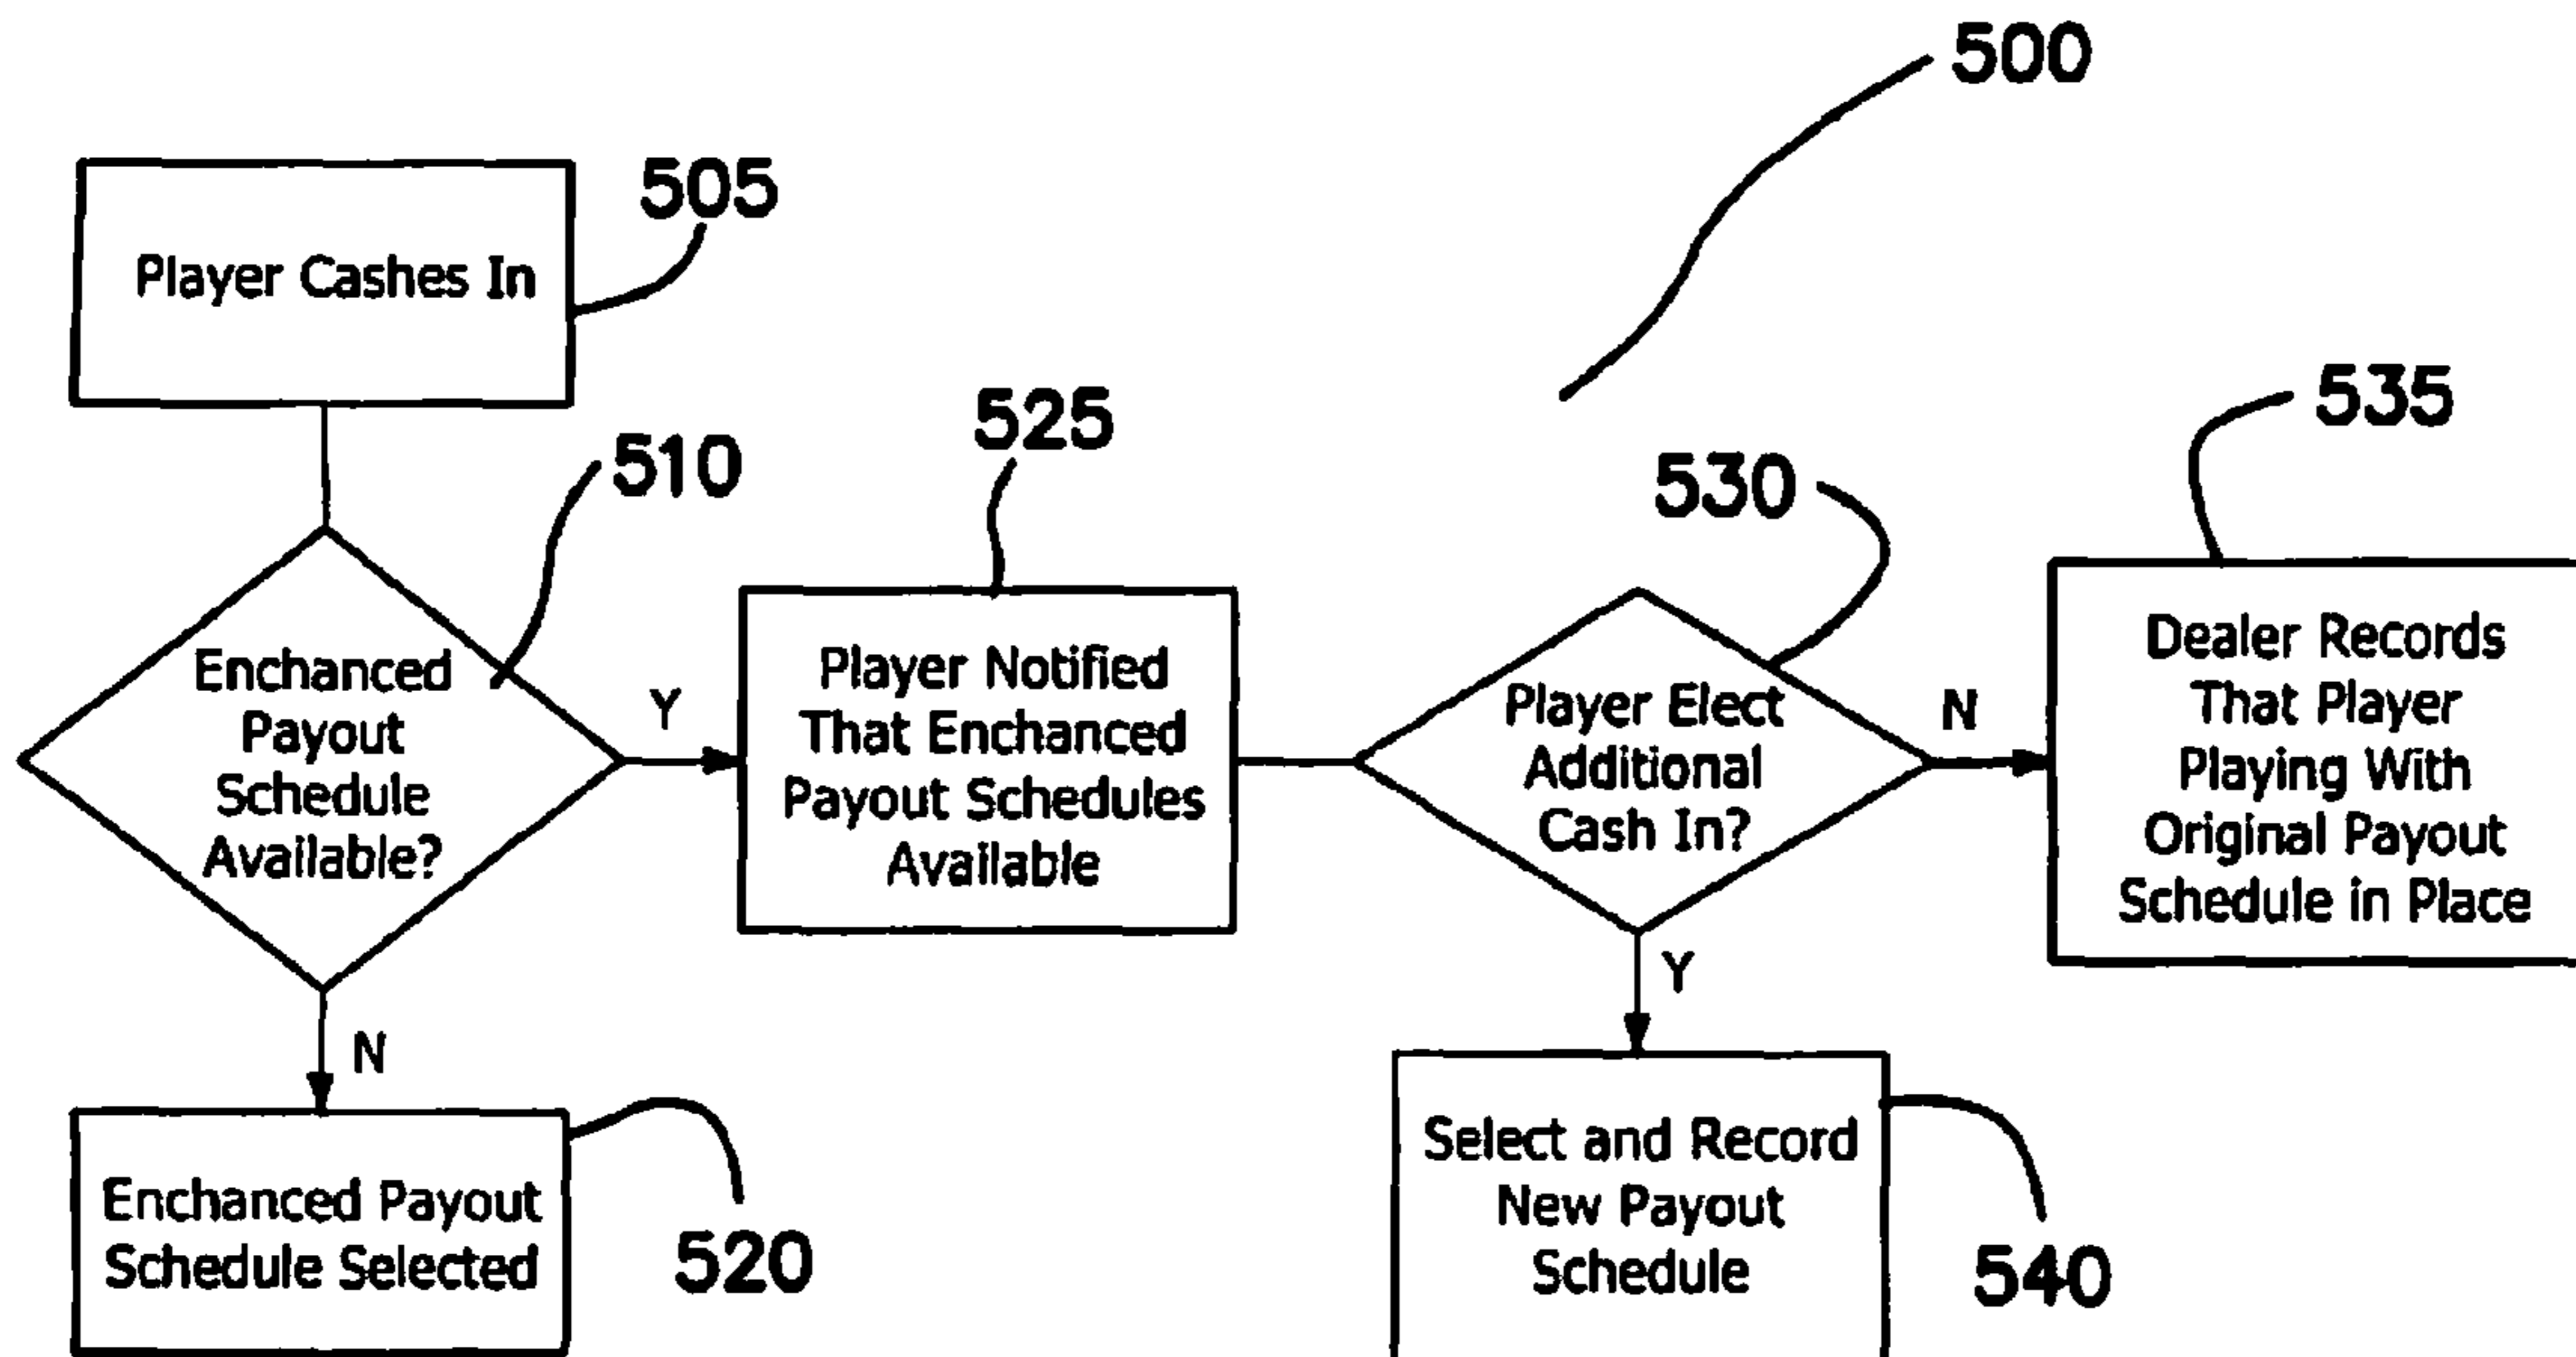 500
505
Player Cashes In
510
Enchanced
Payout
Schedule
Available?
Y
N
525
Player Notified
That Enchanced
Payout Schedules
Available
530
Player Elect
Additional
Cash In?
N
Y
535
Dealer Records
That Player
Playing With
Original Payout
Schedule in Place
Enchanced Payout
Schedule Selected
520
Select and Record
New Payout
Schedule
540